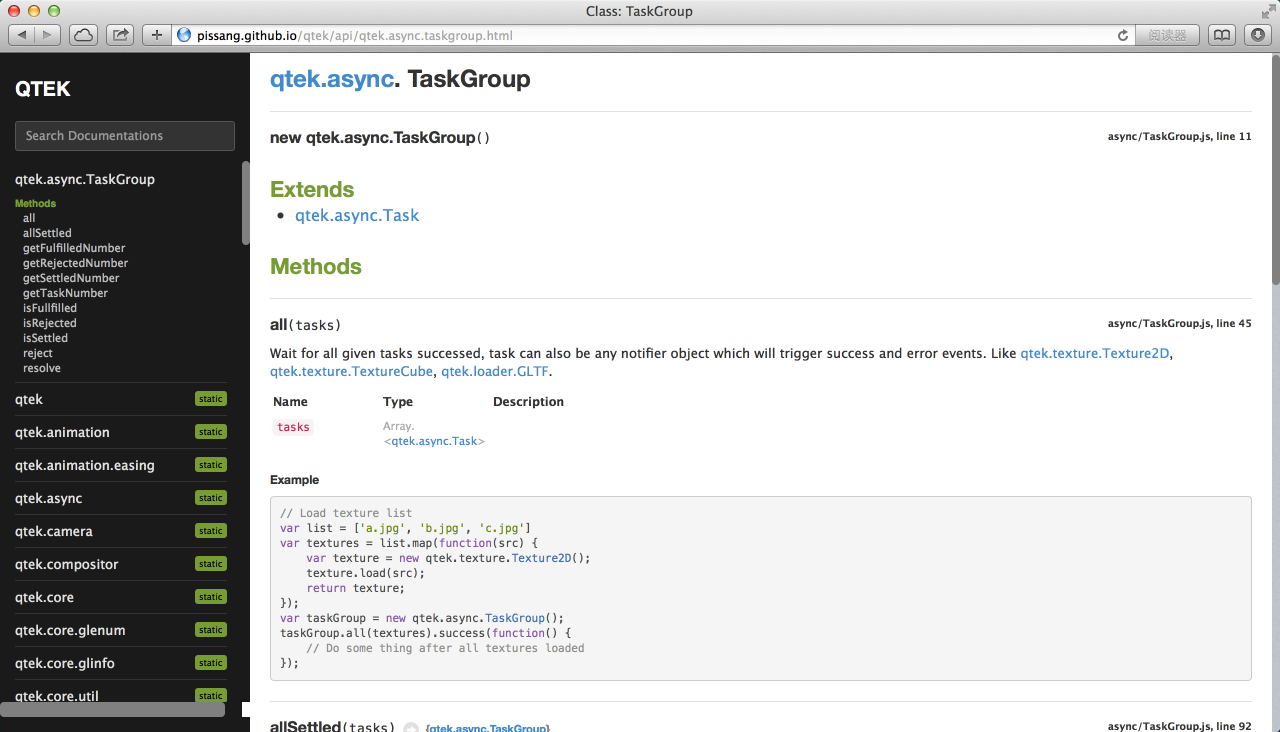 Class: TaskGroup
pissang.github.io/qtek/api/qtek.async.taskgroup.html
阅读器
QTEK
Search Documentations
qtek.async.TaskGroup
Methods
all
allSettled
getFulfilledNumber
getRejectedNumber
getSettledNumber
getTaskNumber
isFullfilled
isRejected
isSettled
reject
resolve
qtek static
qtek.animation static
qtek.animation.easing static
qtek.async static
qtek.camera static
qtek.compositor static
qtek.core static
qtek.core.glenum static
qtek.core.glinfo static
qtek.core.util static
qtek.async. TaskGroup
new qtek.async.TaskGroup() async/TaskGroup.js, line 11
Extends
• qtek.async.Task
Methods
all(tasks) async/TaskGroup.js, line 45
Wait for all given tasks successed, task can also be any notifier object which will trigger success and error events. Like qtek.texture.Texture2D,
qtek.texture.TextureCube, qtek.loader.GLTF.
Name Type Description
tasks Array.
<qtek.async.Task>
Example
// Load texture list
var list = ['a.jpg', 'b.jpg', 'c.jpg']
var textures = list.map(function(src) {
    var texture = new qtek.texture.Texture2D();
    texture.load(src);
    return texture;
});
var taskGroup = new qtek.async.TaskGroup();
taskGroup.all(textures).success(function() {
    // Do some thing after all textures loaded
});
allSettled(tasks) {qtek.async.TaskGroup} async/TaskGroup.js, line 92